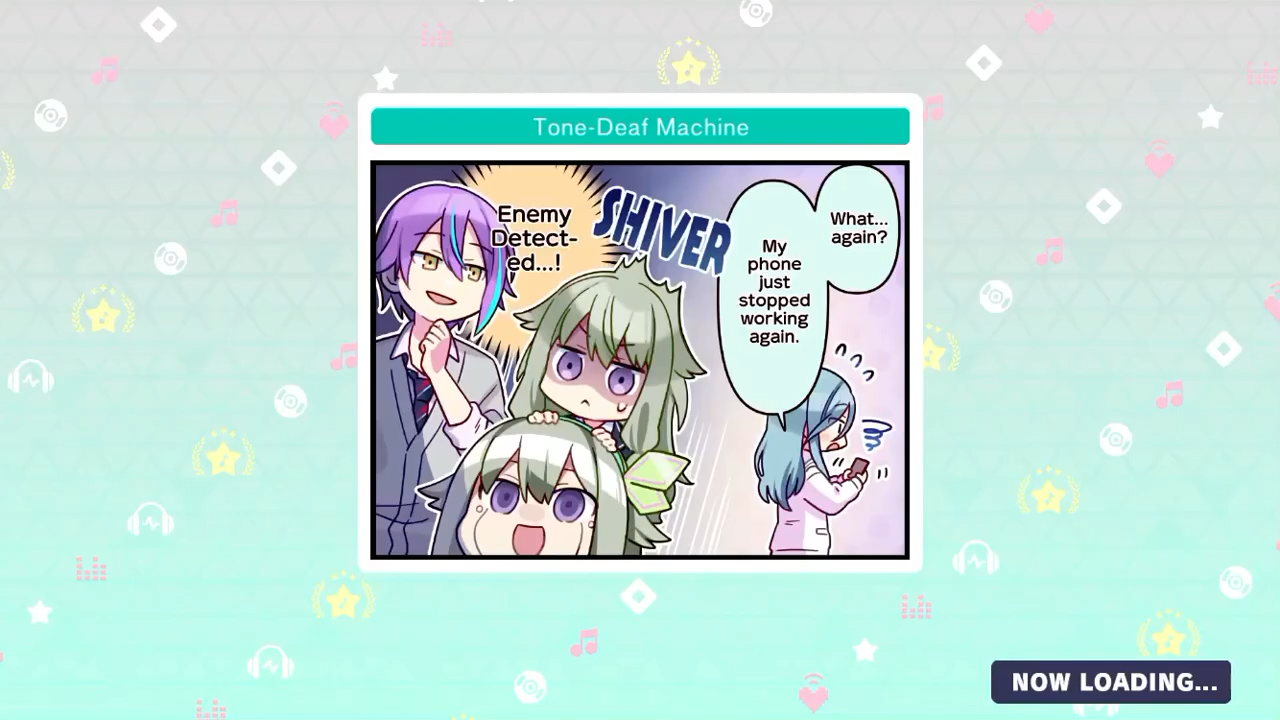 Tone-Deaf Machine
Enemy
Detect-
ed...!
SHIVER
What...
again?
My
phone
just
stopped
working
again.
NOW LOADING...